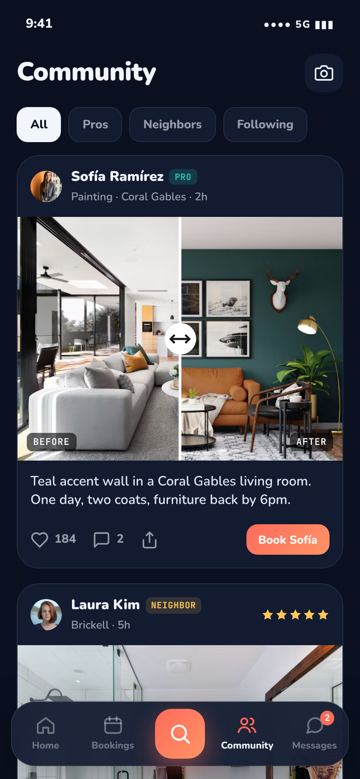 9:41
5G
Community
All
Pros
Neighbors
Following
Sofía Ramírez PRO
Painting · Coral Gables · 2h
BEFORE
AFTER
Teal accent wall in a Coral Gables living room.
One day, two coats, furniture back by 6pm.
184
2
Book Sofía
Laura Kim NEIGHBOR
Brickell · 5h
Home
Bookings
Community
2
Messages